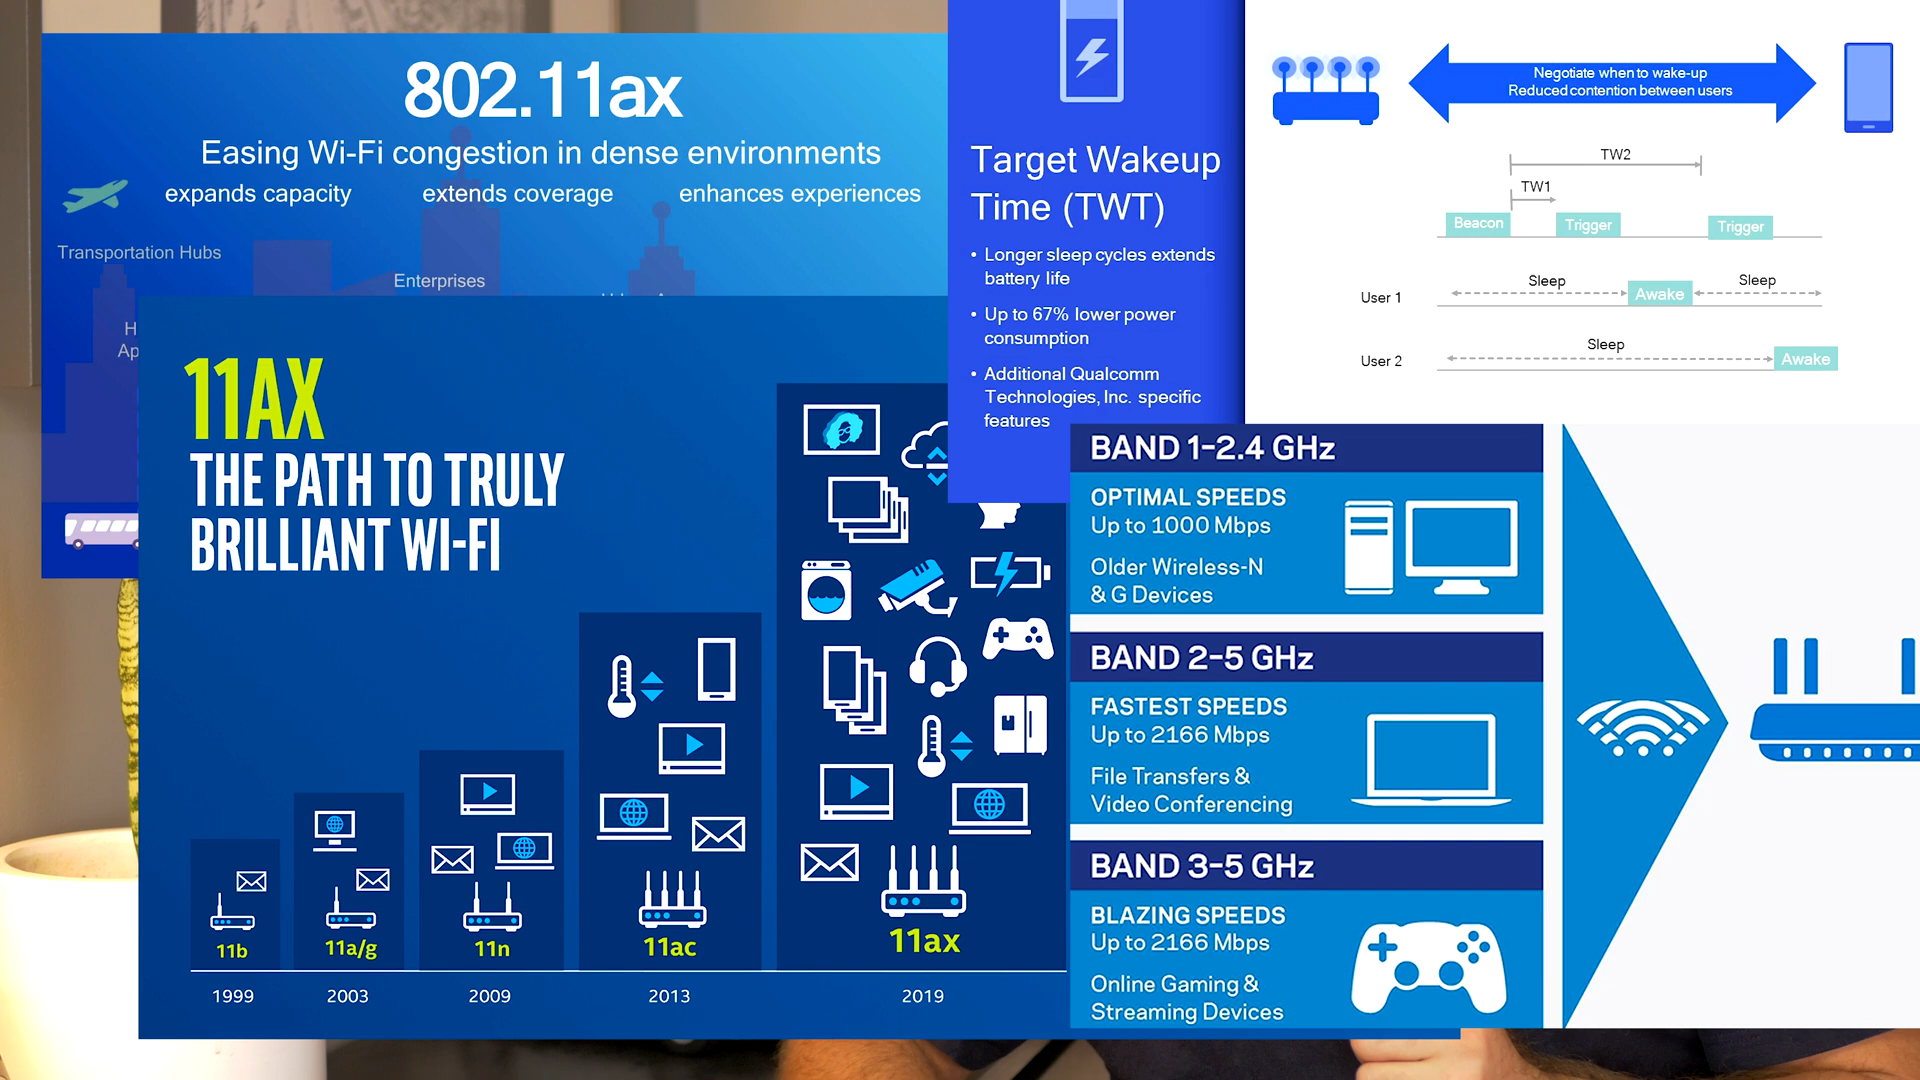 802.11ax
Easing Wi-Fi congestion in dense environments
expands capacity
extends coverage
enhances experiences
Transportation Hubs
Enterprises
H
Ap
11AX
THE PATH TO TRULY
BRILLIANT WI-FI
11b
11a/g
11n
11ac
11ax
1999
2003
2009
2013
2019
Target Wakeup
Time (TWT)
• Longer sleep cycles extends
battery life
• Up to 67% lower power
consumption
• Additional Qualcomm
Technologies, Inc. specific
features
Negotiate when to wake-up
Reduced contention between users
TW2
TW1
Beacon
Trigger
Trigger
User 1
Sleep
Awake
Sleep
User 2
Sleep
Awake
BAND 1-2.4 GHz
OPTIMAL SPEEDS
Up to 1000 Mbps
Older Wireless-N
& G Devices
BAND 2-5 GHz
FASTEST SPEEDS
Up to 2166 Mbps
File Transfers &
Video Conferencing
BAND 3-5 GHz
BLAZING SPEEDS
Up to 2166 Mbps
Online Gaming &
Streaming Devices